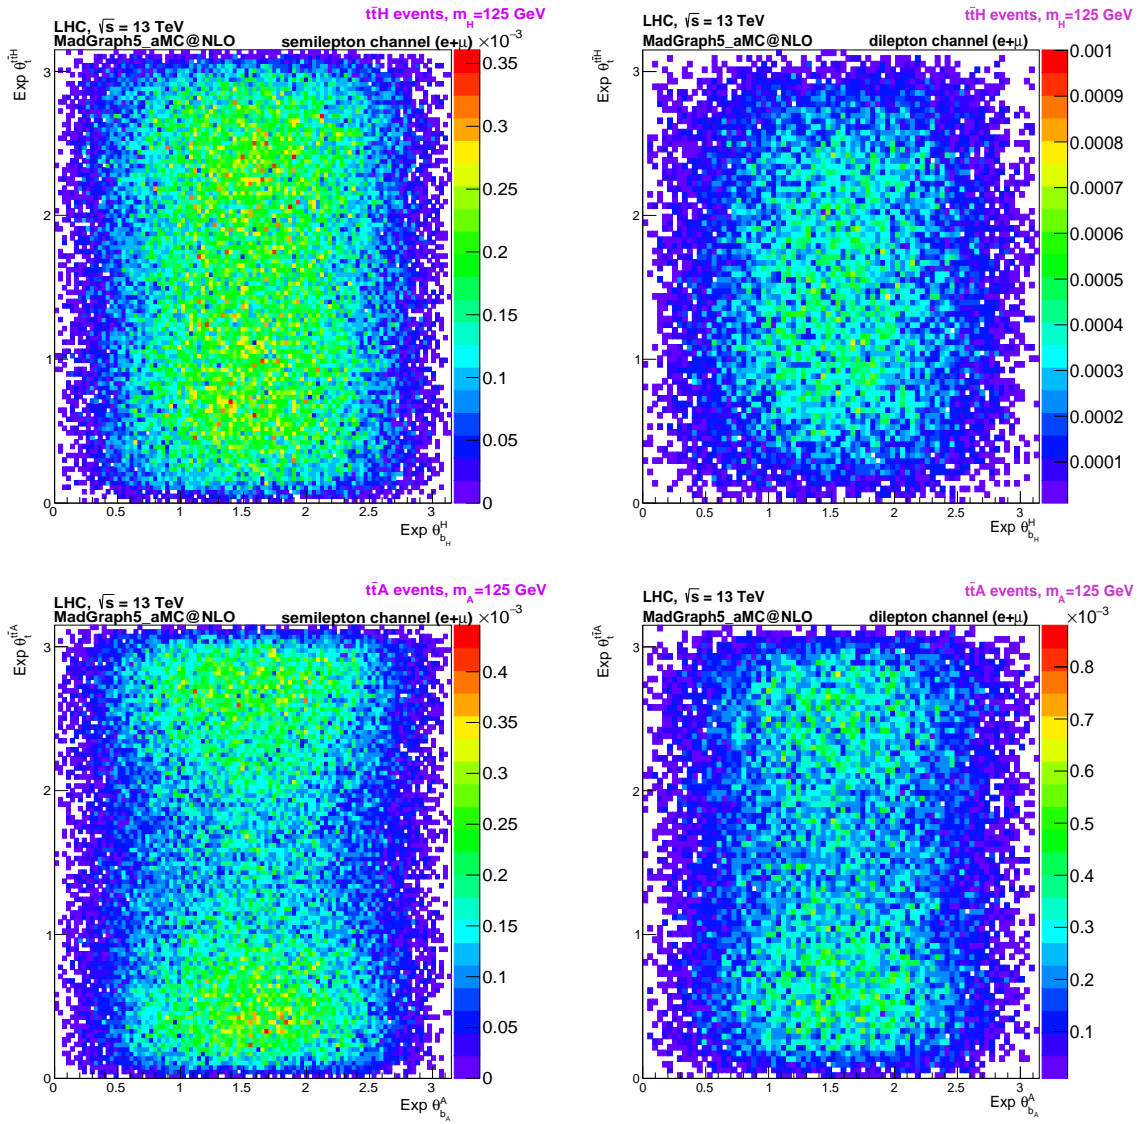 tt̄H events, m_H=125 GeV
LHC, √s = 13 TeV
MadGraph5_aMC@NLO semilepton channel (e+μ) ×10⁻³
Exp θ_t^{tt̄H}
3
2
1
0
0 0.5 1 1.5 2 2.5 3
Exp θ_{b_H}^H
0.35
0.3
0.25
0.2
0.15
0.1
0.05
0
tt̄H events, m_H=125 GeV
LHC, √s = 13 TeV
MadGraph5_aMC@NLO dilepton channel (e+μ)
Exp θ_t^{tt̄H}
3
2
1
0
0 0.5 1 1.5 2 2.5 3
Exp θ_{b_H}^H
0.001
0.0009
0.0008
0.0007
0.0006
0.0005
0.0004
0.0003
0.0002
0.0001
tt̄A events, m_A=125 GeV
LHC, √s = 13 TeV
MadGraph5_aMC@NLO semilepton channel (e+μ) ×10⁻³
Exp θ_t^{tt̄A}
3
2
1
0
0 0.5 1 1.5 2 2.5 3
Exp θ_{b_A}^A
0.4
0.35
0.3
0.25
0.2
0.15
0.1
0.05
0
tt̄A events, m_A=125 GeV
LHC, √s = 13 TeV
MadGraph5_aMC@NLO dilepton channel (e+μ) ×10⁻³
Exp θ_t^{tt̄A}
3
2
1
0
0 0.5 1 1.5 2 2.5 3
Exp θ_{b_A}^A
0.8
0.7
0.6
0.5
0.4
0.3
0.2
0.1